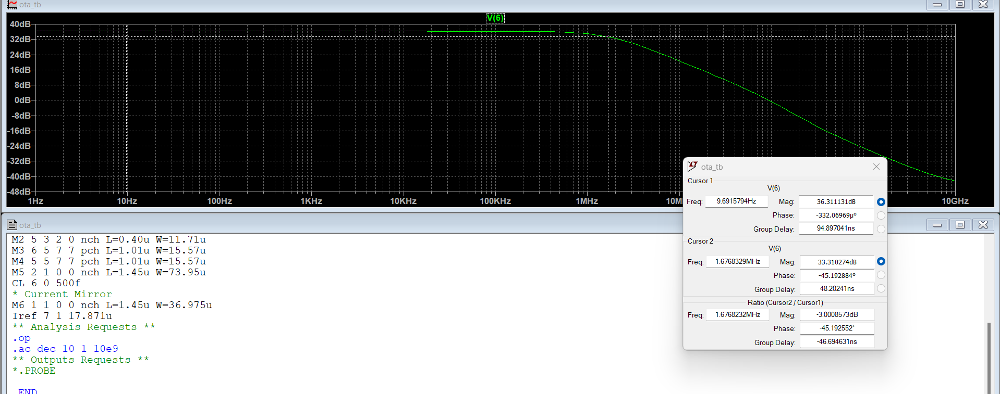 ota_tb
V(6)
40dB
32dB
24dB
16dB
8dB
0dB
-8dB
-16dB
-24dB
-32dB
-40dB
-48dB
1Hz 10Hz 100Hz 1KHz 10KHz 100KHz 1MHz 10M 10GHz
ota_tb
M2 5 3 2 0 nch L=0.40u W=11.71u
M3 6 5 7 7 pch L=1.01u W=15.57u
M4 5 5 7 7 pch L=1.01u W=15.57u
M5 2 1 0 0 nch L=1.45u W=73.95u
CL 6 0 500f
* Current Mirror
M6 1 1 0 0 nch L=1.45u W=36.975u
Iref 7 1 17.871u
** Analysis Requests **
.op
.ac dec 10 1 10e9
** Outputs Requests **
*.PROBE
END
ota_tb
Cursor 1
V(6)
Freq: 9.6915794Hz Mag: 36.311131dB
Phase: -332.06969µº
Group Delay: 94.897041ns
Cursor 2
V(6)
Freq: 1.6768329MHz Mag: 33.310274dB
Phase: -45.192884º
Group Delay: 48.20241ns
Ratio (Cursor2 / Cursor1)
Freq: 1.6768232MHz Mag: -3.0008573dB
Phase: -45.192552°
Group Delay: -46.694631ns